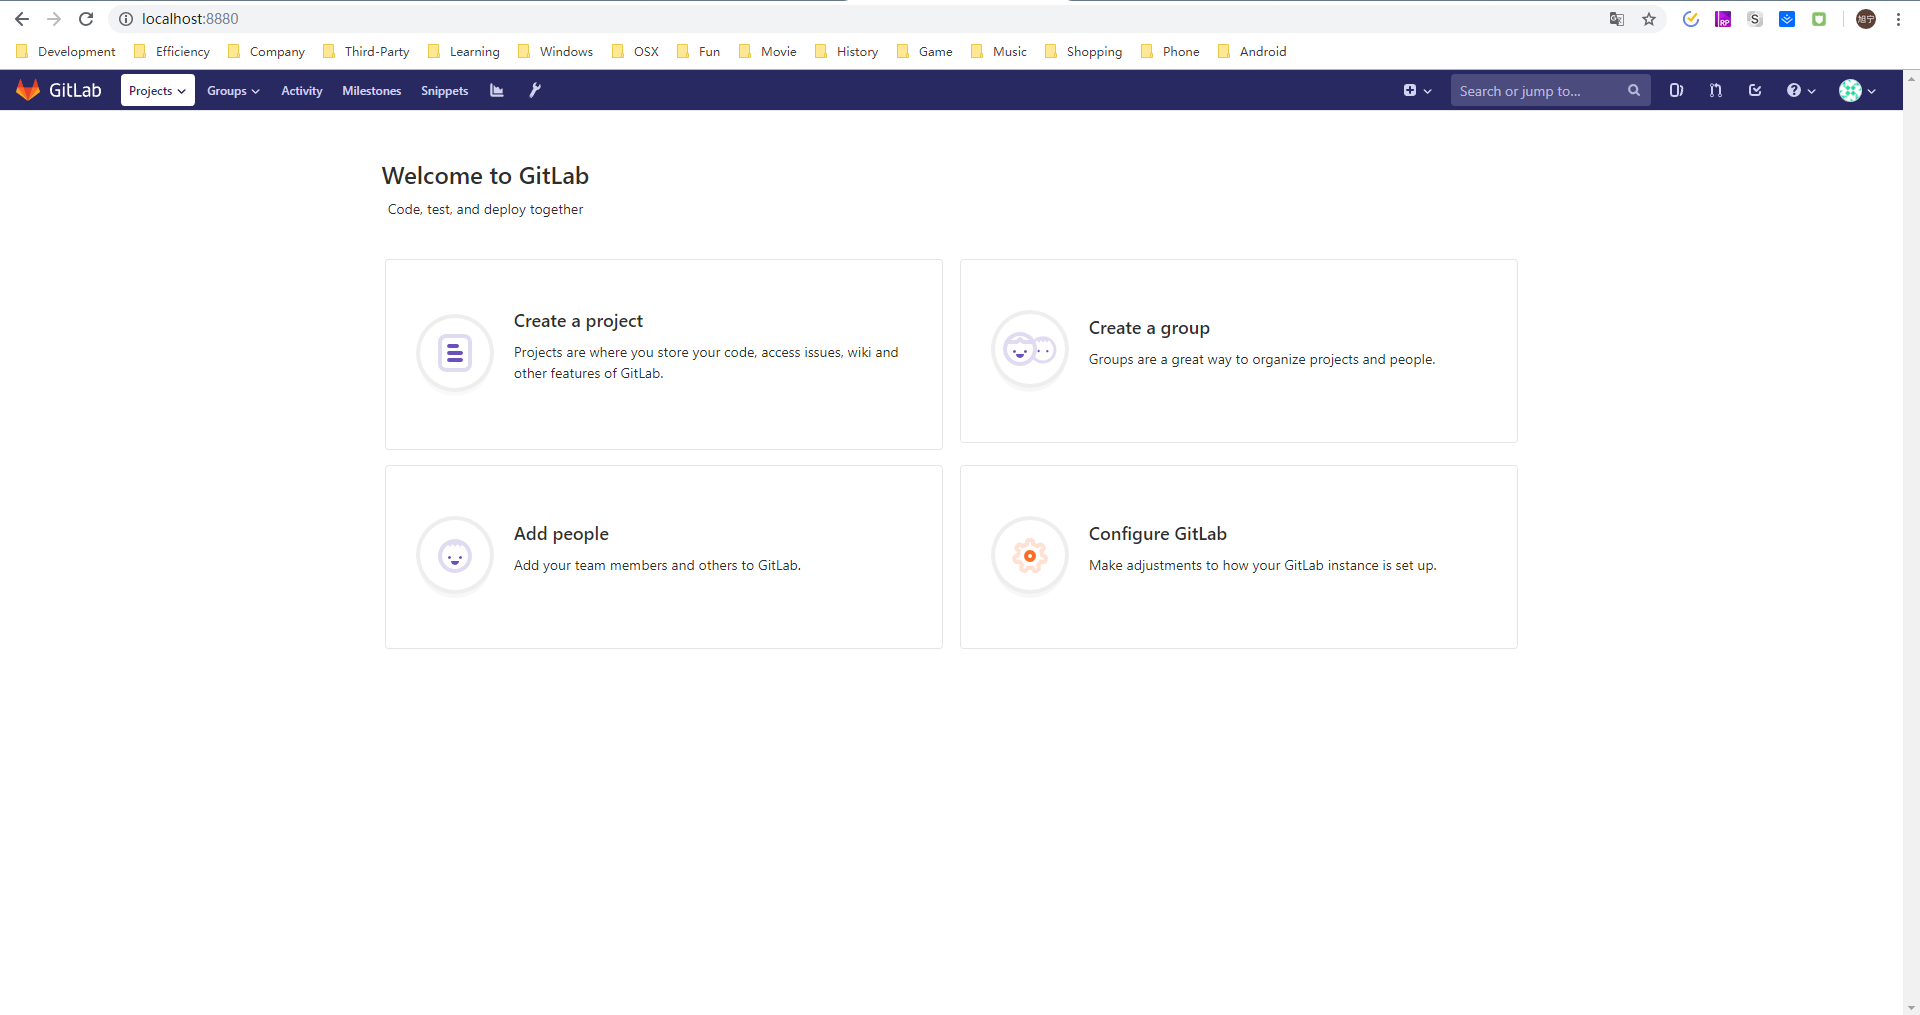 localhost:8880
RP
S
旭宁
Development Efficiency Company Third-Party Learning Windows OSX Fun Movie History Game Music Shopping Phone Android
GitLab Projects Groups Activity Milestones Snippets Search or jump to...
Welcome to GitLab
Code, test, and deploy together
Create a project
Projects are where you store your code, access issues, wiki and
other features of GitLab.
Create a group
Groups are a great way to organize projects and people.
Add people
Add your team members and others to GitLab.
Configure GitLab
Make adjustments to how your GitLab instance is set up.